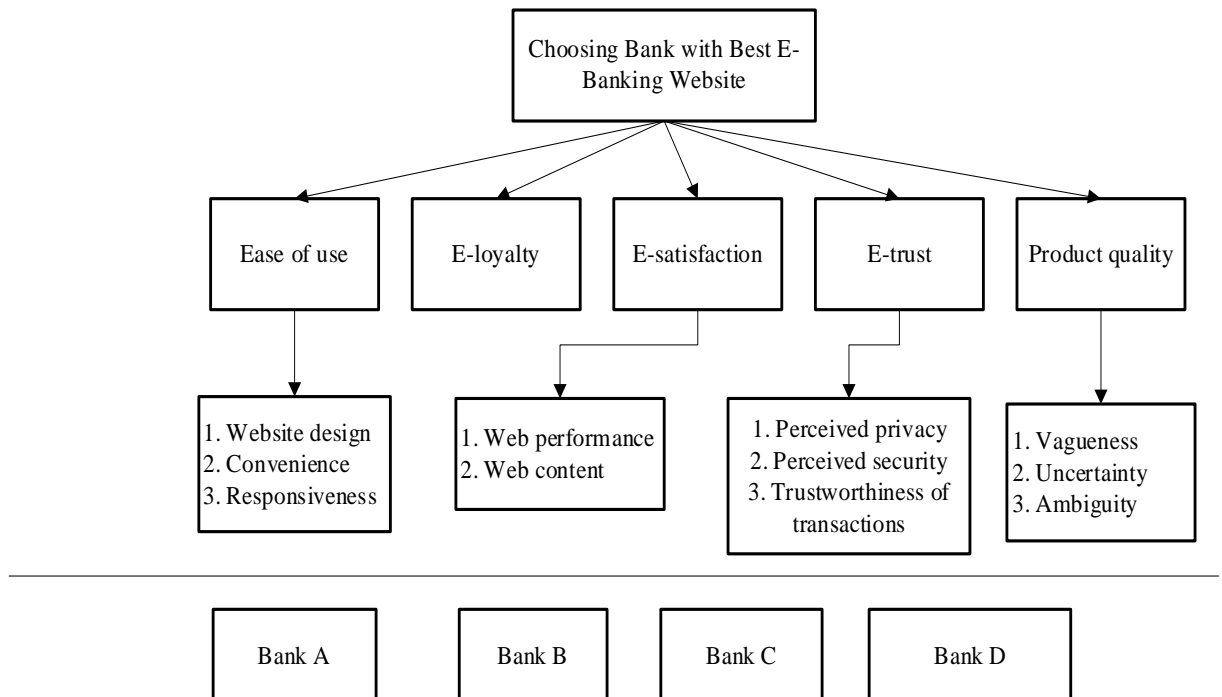 Choosing Bank with Best E-
Banking Website
Ease of use
E-loyalty
E-satisfaction
E-trust
Product quality
1. Website design
2. Convenience
3. Responsiveness
1. Web performance
2. Web content
1. Perceived privacy
2. Perceived security
3. Trustworthiness of
transactions
1. Vagueness
2. Uncertainty
3. Ambiguity
Bank A
Bank B
Bank C
Bank D